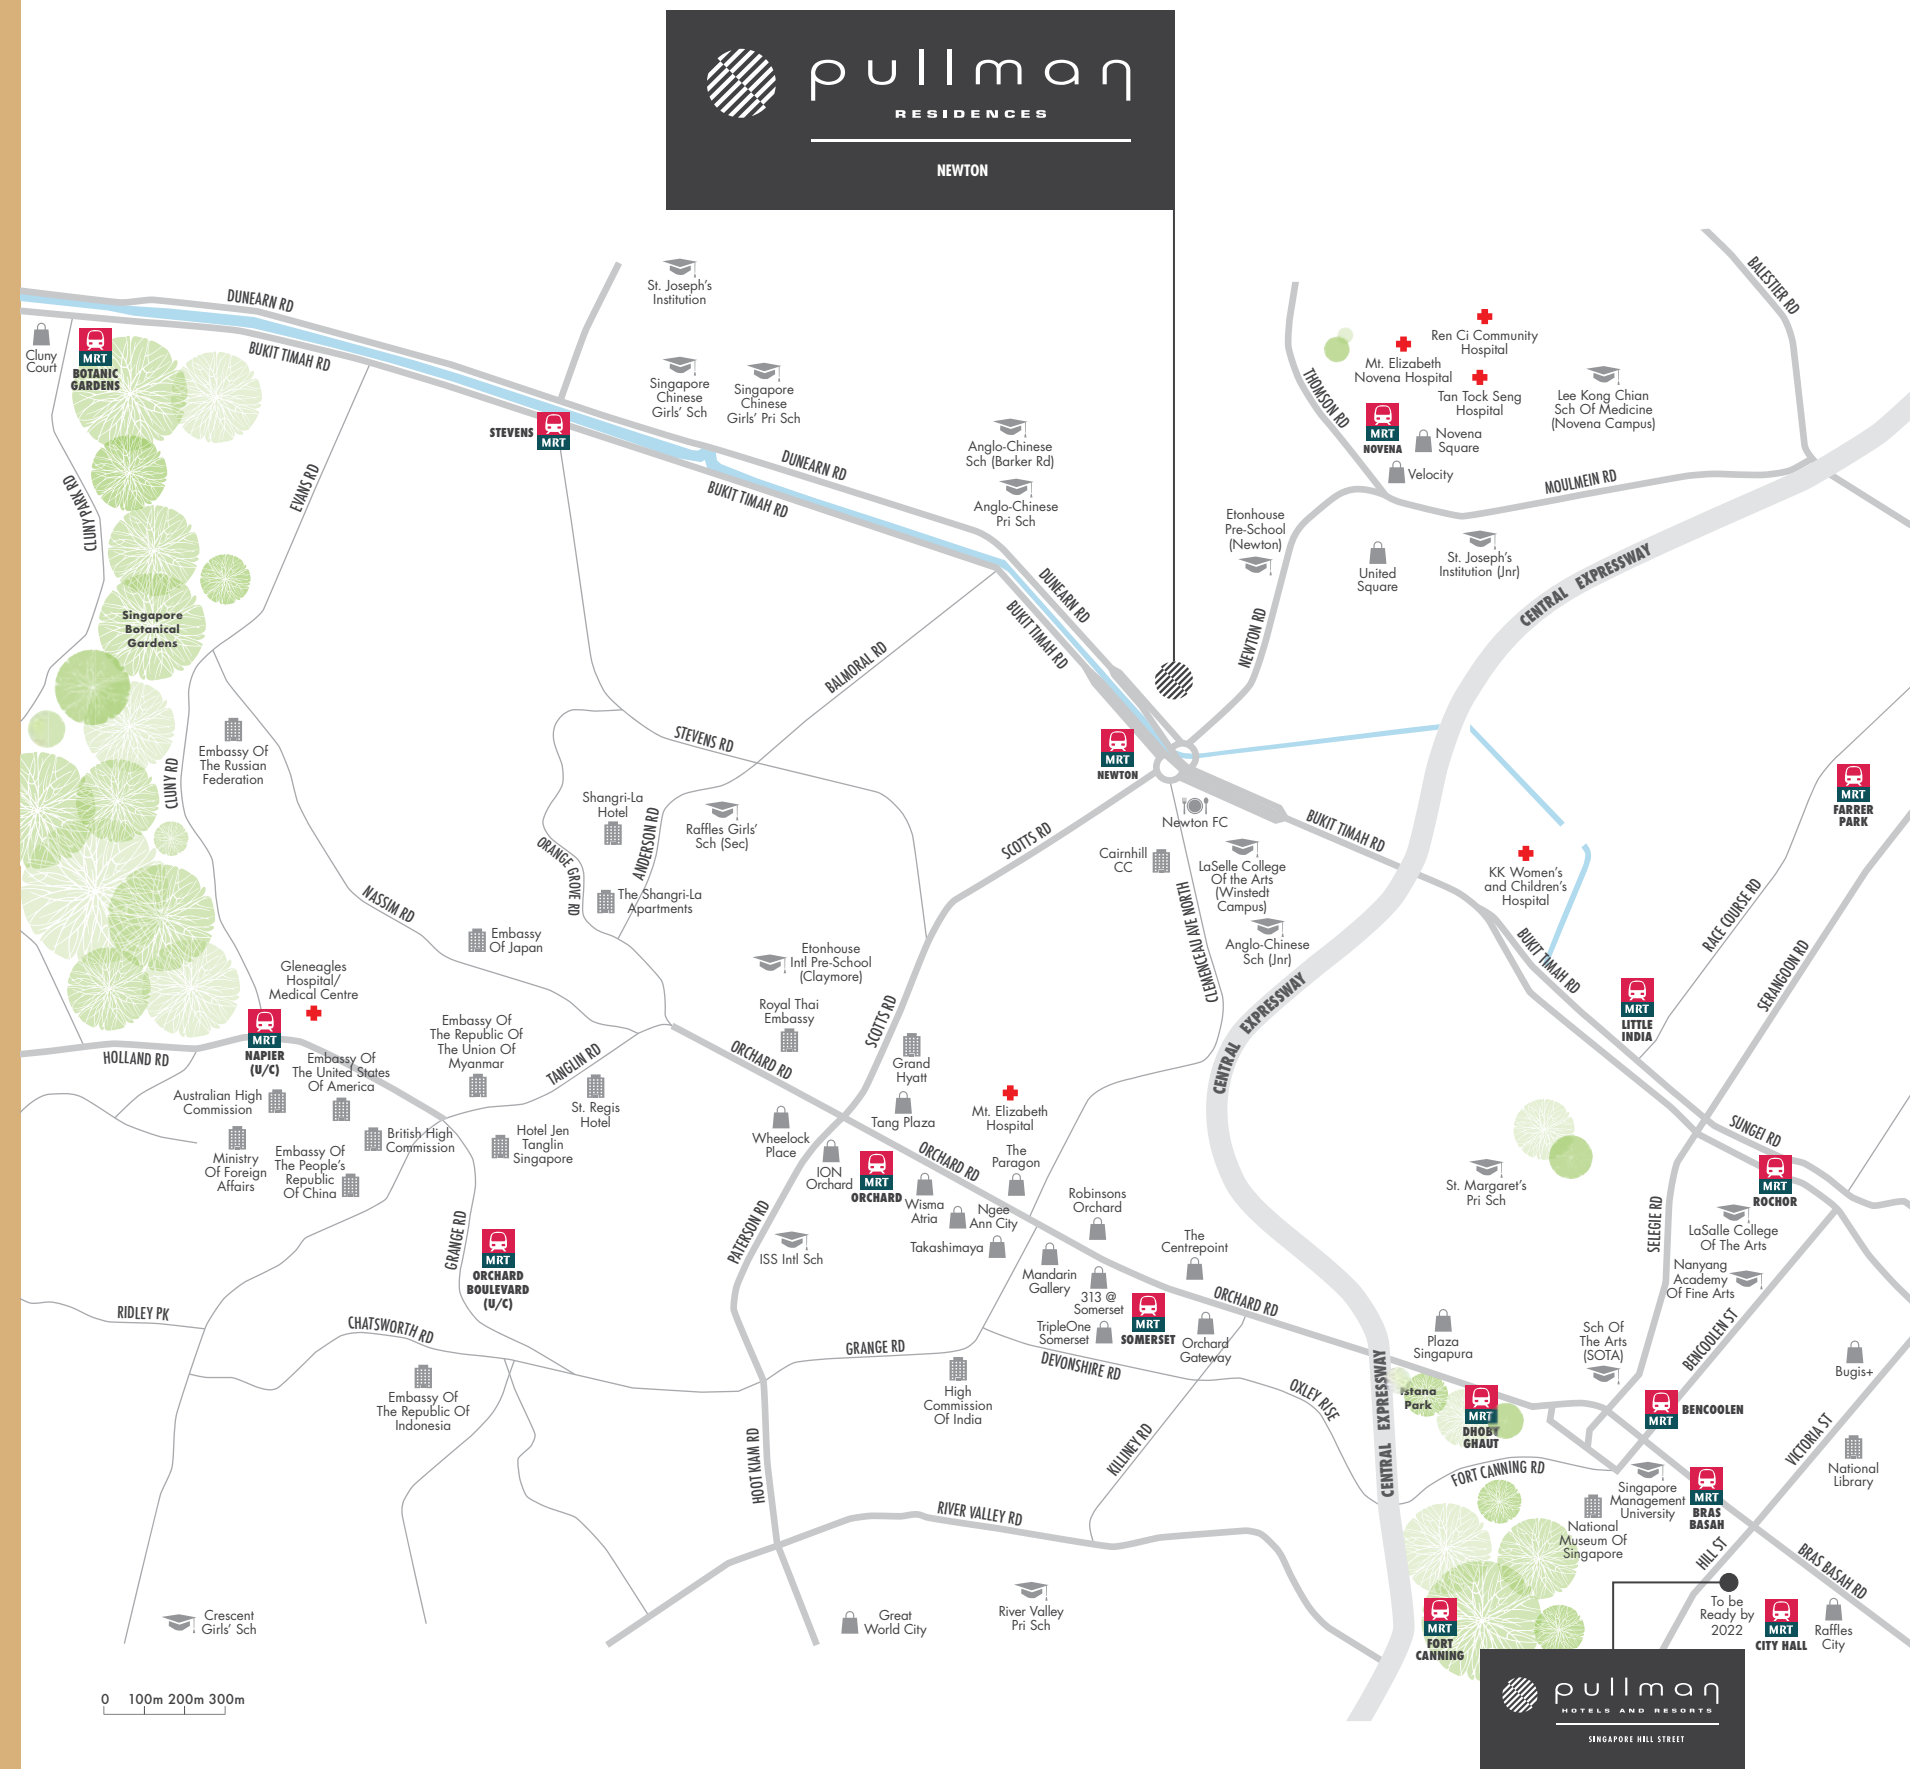 pullman
RESIDENCES
NEWTON
DUNEARN RD
BUKIT TIMAH RD
Cluny
Court
MRT
BOTANIC
GARDENS
CLUNY PARK RD
EVANS RD
STEVENS
MRT
St. Joseph's
Institution
Singapore
Chinese
Girls' Sch
Singapore
Chinese
Girls' Pri Sch
DUNEARN RD
BUKIT TIMAH RD
Anglo-Chinese
Sch (Barker Rd)
Anglo-Chinese
Pri Sch
DUNEARN RD
BUKIT TIMAH RD
BALMORAL RD
Etonhouse
Pre-School
(Newton)
NEWTON RD
THOMSON RD
Ren Ci Community
Hospital
Mt. Elizabeth
Novena Hospital
Tan Tock Seng
Hospital
Lee Kong Chian
Sch Of Medicine
(Novena Campus)
MRT
NOVENA
Novena
Square
Velocity
BALESTIER RD
MOULMEIN RD
United
Square
St. Joseph's
Institution (Jnr)
CENTRAL EXPRESSWAY
Singapore
Botanical
Gardens
Embassy Of
The Russian
Federation
CLUNY RD
STEVENS RD
Shangri-La
Hotel
ORANGE GROVE RD
ANDERSON RD
Raffles Girls'
Sch (Sec)
The Shangri-La
Apartments
NASSIM RD
Embassy
Of Japan
MRT
NEWTON
SCOTTS RD
Newton FC
Cairnhill
CC
LaSelle College
Of the Arts
(Winstedt
Campus)
Anglo-Chinese
Sch (Jnr)
CLEMENCEAU AVE NORTH
BUKIT TIMAH RD
KK Women's
and Children's
Hospital
BUKIT TIMAH RD
MRT
FARRER
PARK
RACE COURSE RD
SERANGOON RD
MRT
LITTLE
INDIA
CENTRAL EXPRESSWAY
Gleneagles
Hospital/
Medical Centre
HOLLAND RD
MRT
NAPIER
(U/C)
Embassy Of
The United States
Of America
Australian High
Commission
Ministry
Of Foreign
Affairs
Embassy Of
The People's
Republic
Of China
British High
Commission
Embassy Of
The Republic Of
The Union Of
Myanmar
TANGLIN RD
St. Regis
Hotel
Hotel Jen
Tanglin
Singapore
Etonhouse
Intl Pre-School
(Claymore)
Royal Thai
Embassy
ORCHARD RD
SCOTTS RD
Grand
Hyatt
Tang Plaza
Wheelock
Place
ION
Orchard
MRT
ORCHARD
ORCHARD RD
Mt. Elizabeth
Hospital
The
Paragon
Wisma
Atria
Ngee
Ann City
Takashimaya
Robinsons
Orchard
Mandarin
Gallery
313 @
Somerset
TripleOne
Somerset
The
Centrepoint
MRT
SOMERSET
Orchard
Gateway
ORCHARD RD
PATERSON RD
ISS Intl Sch
GRANGE RD
MRT
ORCHARD
BOULEVARD
(U/C)
RIDLEY PK
CHATSWORTH RD
Embassy Of
The Republic Of
Indonesia
GRANGE RD
High
Commission
Of India
DEVONSHIRE RD
KILLINEY RD
OXLEY RISE
CENTRAL EXPRESSWAY
HOOT KIAM RD
RIVER VALLEY RD
St. Margaret's
Pri Sch
SUNGEI RD
MRT
ROCHOR
SELEGIE RD
LaSalle College
Of The Arts
Nanyang
Academy
Of Fine Arts
BENCOOLEN ST
Plaza
Singapura
Sch Of
The Arts
(SOTA)
Istana
Park
MRT
DHOBY
GHAUT
MRT
BENCOOLEN
Bugis+
VICTORIA ST
National
Library
FORT CANNING RD
Singapore
Management
University
National
Museum Of
Singapore
MRT
BRAS
BASAH
HILL ST
BRAS BASAH RD
Crescent
Girls' Sch
Great
World City
River Valley
Pri Sch
MRT
FORT
CANNING
To be
Ready by
2022
MRT
CITY HALL
Raffles
City
0 100m 200m 300m
pullman
HOTELS AND RESORTS
SINGAPORE HILL STREET